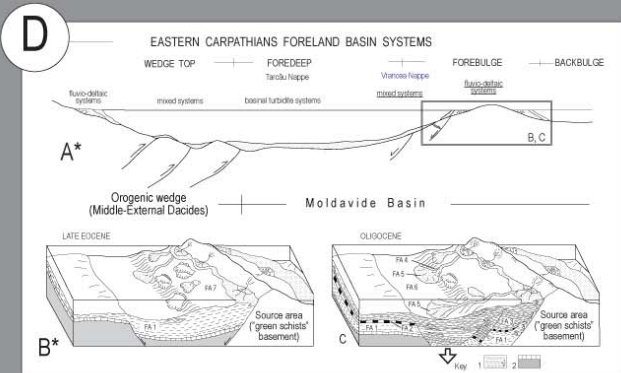 D
EASTERN CARPATHIANS FORELAND BASIN SYSTEMS
WEDGE TOP FOREDEEP FOREBULGE BACKBULGE
Tarcău Nappe Vrancea Nappe
fluvio-deltaic systems mixed systems basinal turbidite systems mixed systems fluvio-deltaic systems
B, C
A*
Orogenic wedge
(Middle-External Dacides)
Moldavide Basin
LATE EOCENE
FA 7
FA 1
Source area
("green schists"
basement)
B*
OLIGOCENE
FA 4
FA 5
FA 6
FA 5
FA 1
FA 1
Source area
("green schists"
basement)
C
Key 1 2